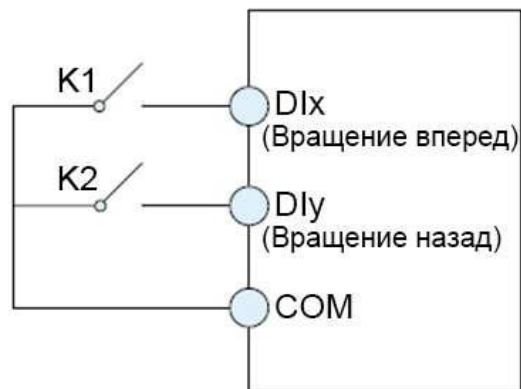 K1
DIx
(Вращение вперед)
K2
DIy
(Вращение назад)
COM